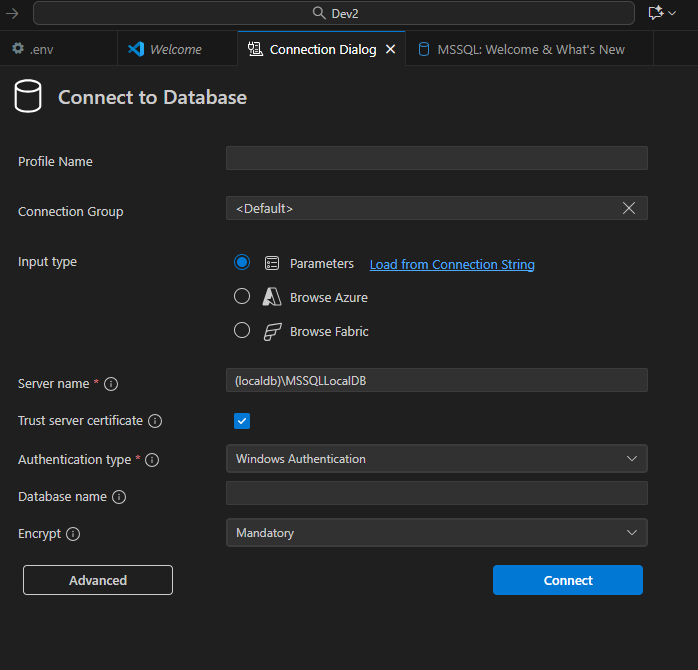 Dev2
.env
Welcome
Connection Dialog
MSSQL: Welcome & What's New
Connect to Database
Profile Name
Connection Group
<Default>
Input type
Parameters Load from Connection String
Browse Azure
Browse Fabric
Server name *
(localdb)\MSSQLLocalDB
Trust server certificate
Authentication type *
Windows Authentication
Database name
Encrypt
Mandatory
Advanced
Connect